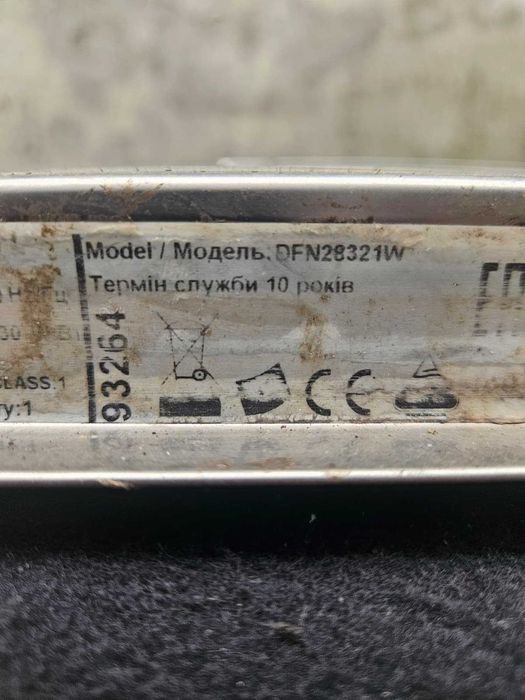 Model / Модель: DFN28321W
Термін служби 10 років
93264
CLASS:1